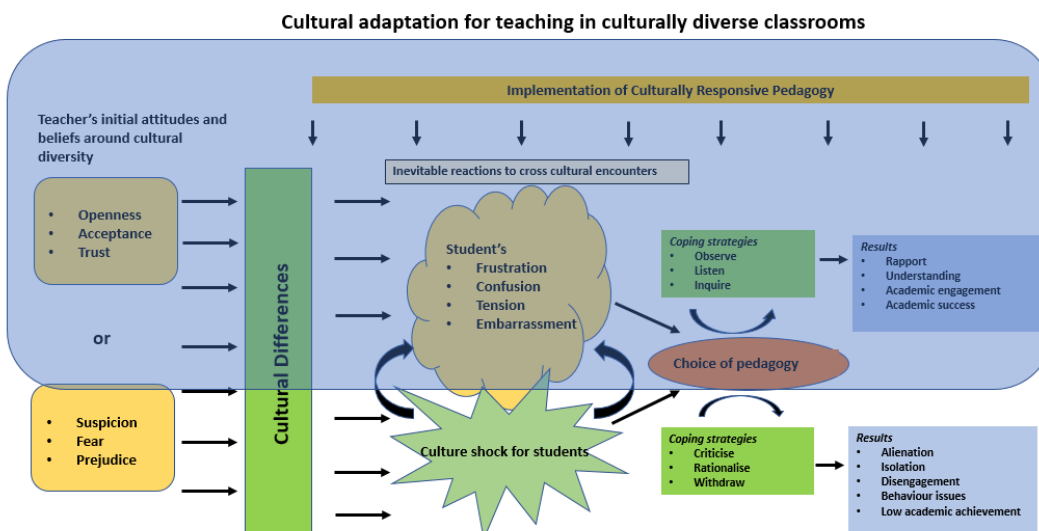 Cultural adaptation for teaching in culturally diverse classrooms
Implementation of Culturally Responsive Pedagogy
Teacher's initial attitudes and
beliefs around cultural
diversity
• Openness
• Acceptance
• Trust
or
• Suspicion
• Fear
• Prejudice
Cultural Differences
Inevitable reactions to cross cultural encounters
Student's
• Frustration
• Confusion
• Tension
• Embarrassment
Culture shock for students
Coping strategies
• Observe
• Listen
• Inquire
Results
• Rapport
• Understanding
• Academic engagement
• Academic success
Choice of pedagogy
Coping strategies
• Criticise
• Rationalise
• Withdraw
Results
• Alienation
• Isolation
• Disengagement
• Behaviour issues
• Low academic achievement